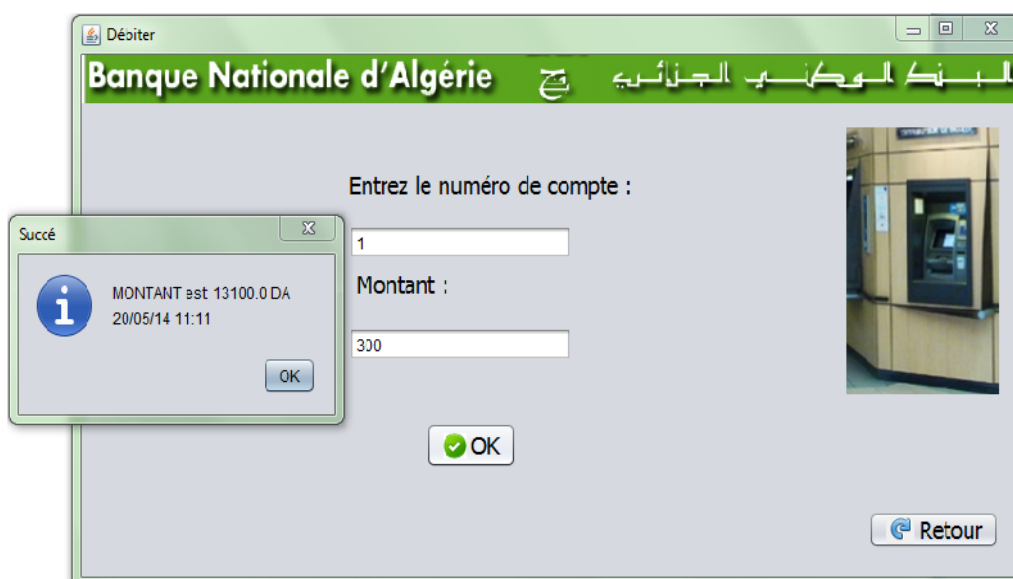 Débiter
Banque Nationale d'Algérie
البنك الوطني الجزائري
Entrez le numéro de compte :
1
Montant :
300
OK
Retour
Succé
MONTANT est 13100.0 DA
20/05/14 11:11
OK